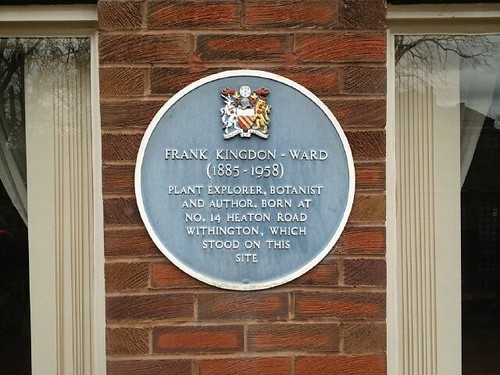 FRANK KINGDON - WARD
(1885 - 1958)
PLANT EXPLORER, BOTANIST
AND AUTHOR, BORN AT
NO. 14 HEATON ROAD
WITHINGTON, WHICH
STOOD ON THIS
SITE